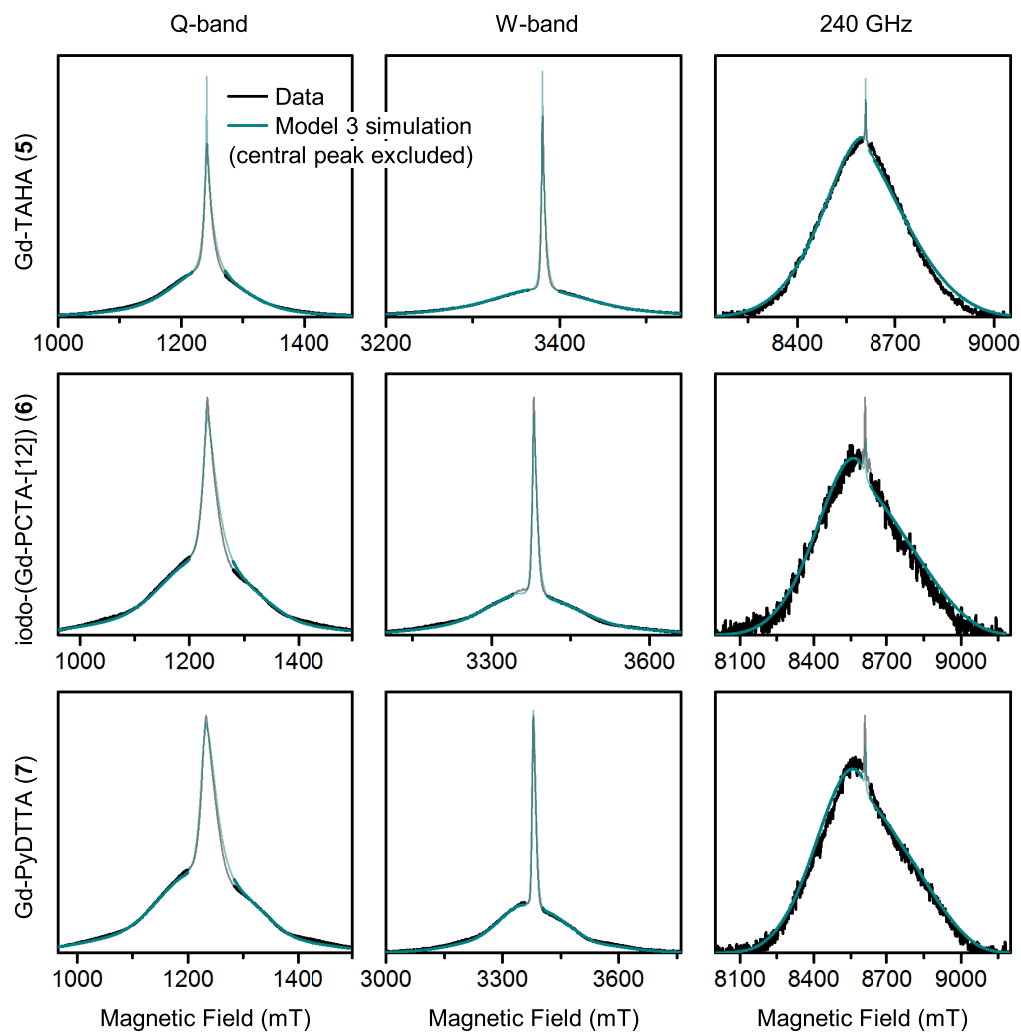 Q-band
W-band
240 GHz
Gd-TAHA (5)
Data
Model 3 simulation
(central peak excluded)
1000
1200
1400
3200
3400
8400
8700
9000
iodo-(Gd-PCTA-[12]) (6)
1000
1200
1400
3300
3600
8100
8400
8700
9000
Gd-PyDTTA (7)
1000
1200
1400
3000
3300
3600
8100
8400
8700
9000
Magnetic Field (mT)
Magnetic Field (mT)
Magnetic Field (mT)